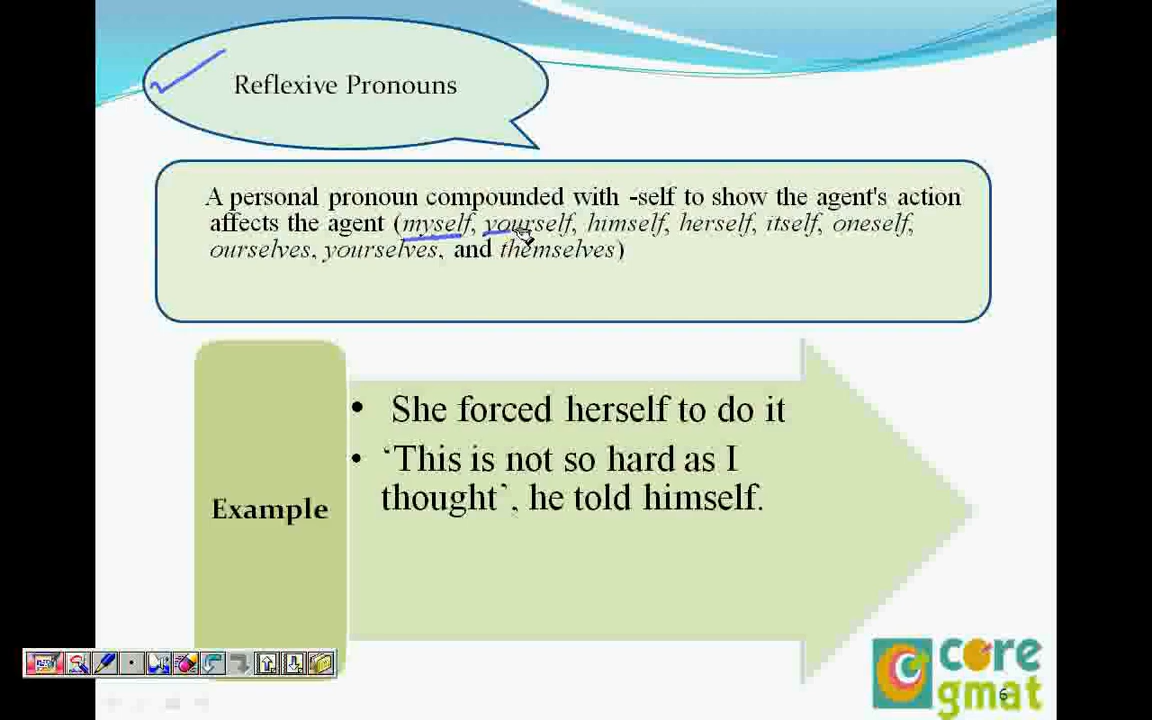 Reflexive Pronouns
A personal pronoun compounded with -self to show the agent's action
affects the agent (myself, yourself, himself, herself, itself, oneself,
ourselves, yourselves, and themselves)
• She forced herself to do it
• ‘This is not so hard as I
thought’, he told himself.
Example
core
gmat
6